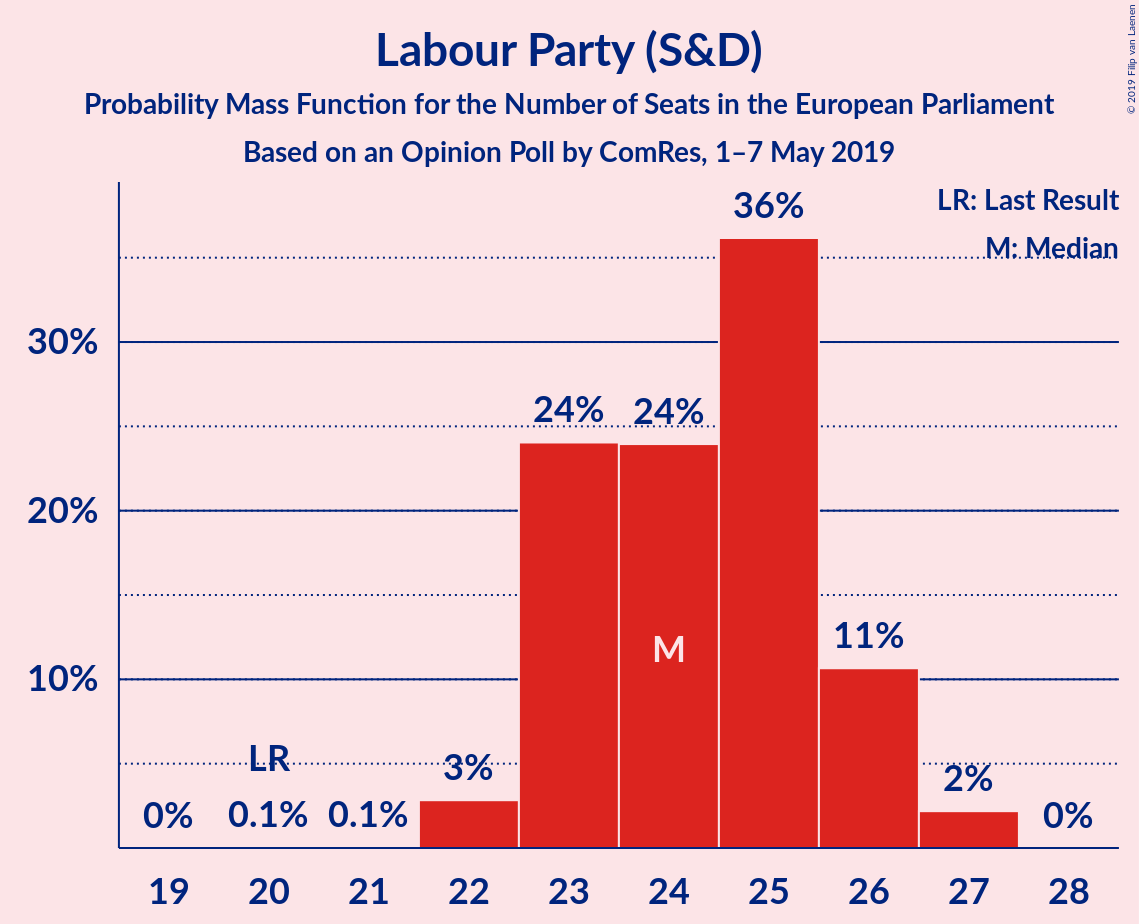 Labour Party (S&D)
Probability Mass Function for the Number of Seats in the European Parliament
Based on an Opinion Poll by ComRes, 1–7 May 2019
© 2019 Filip van Laenen
LR: Last Result
M: Median
36%
30%
24% 24%
20%
M
11%
10%
LR
3%
2%
0% 0.1% 0.1% 0%
19 20 21 22 23 24 25 26 27 28